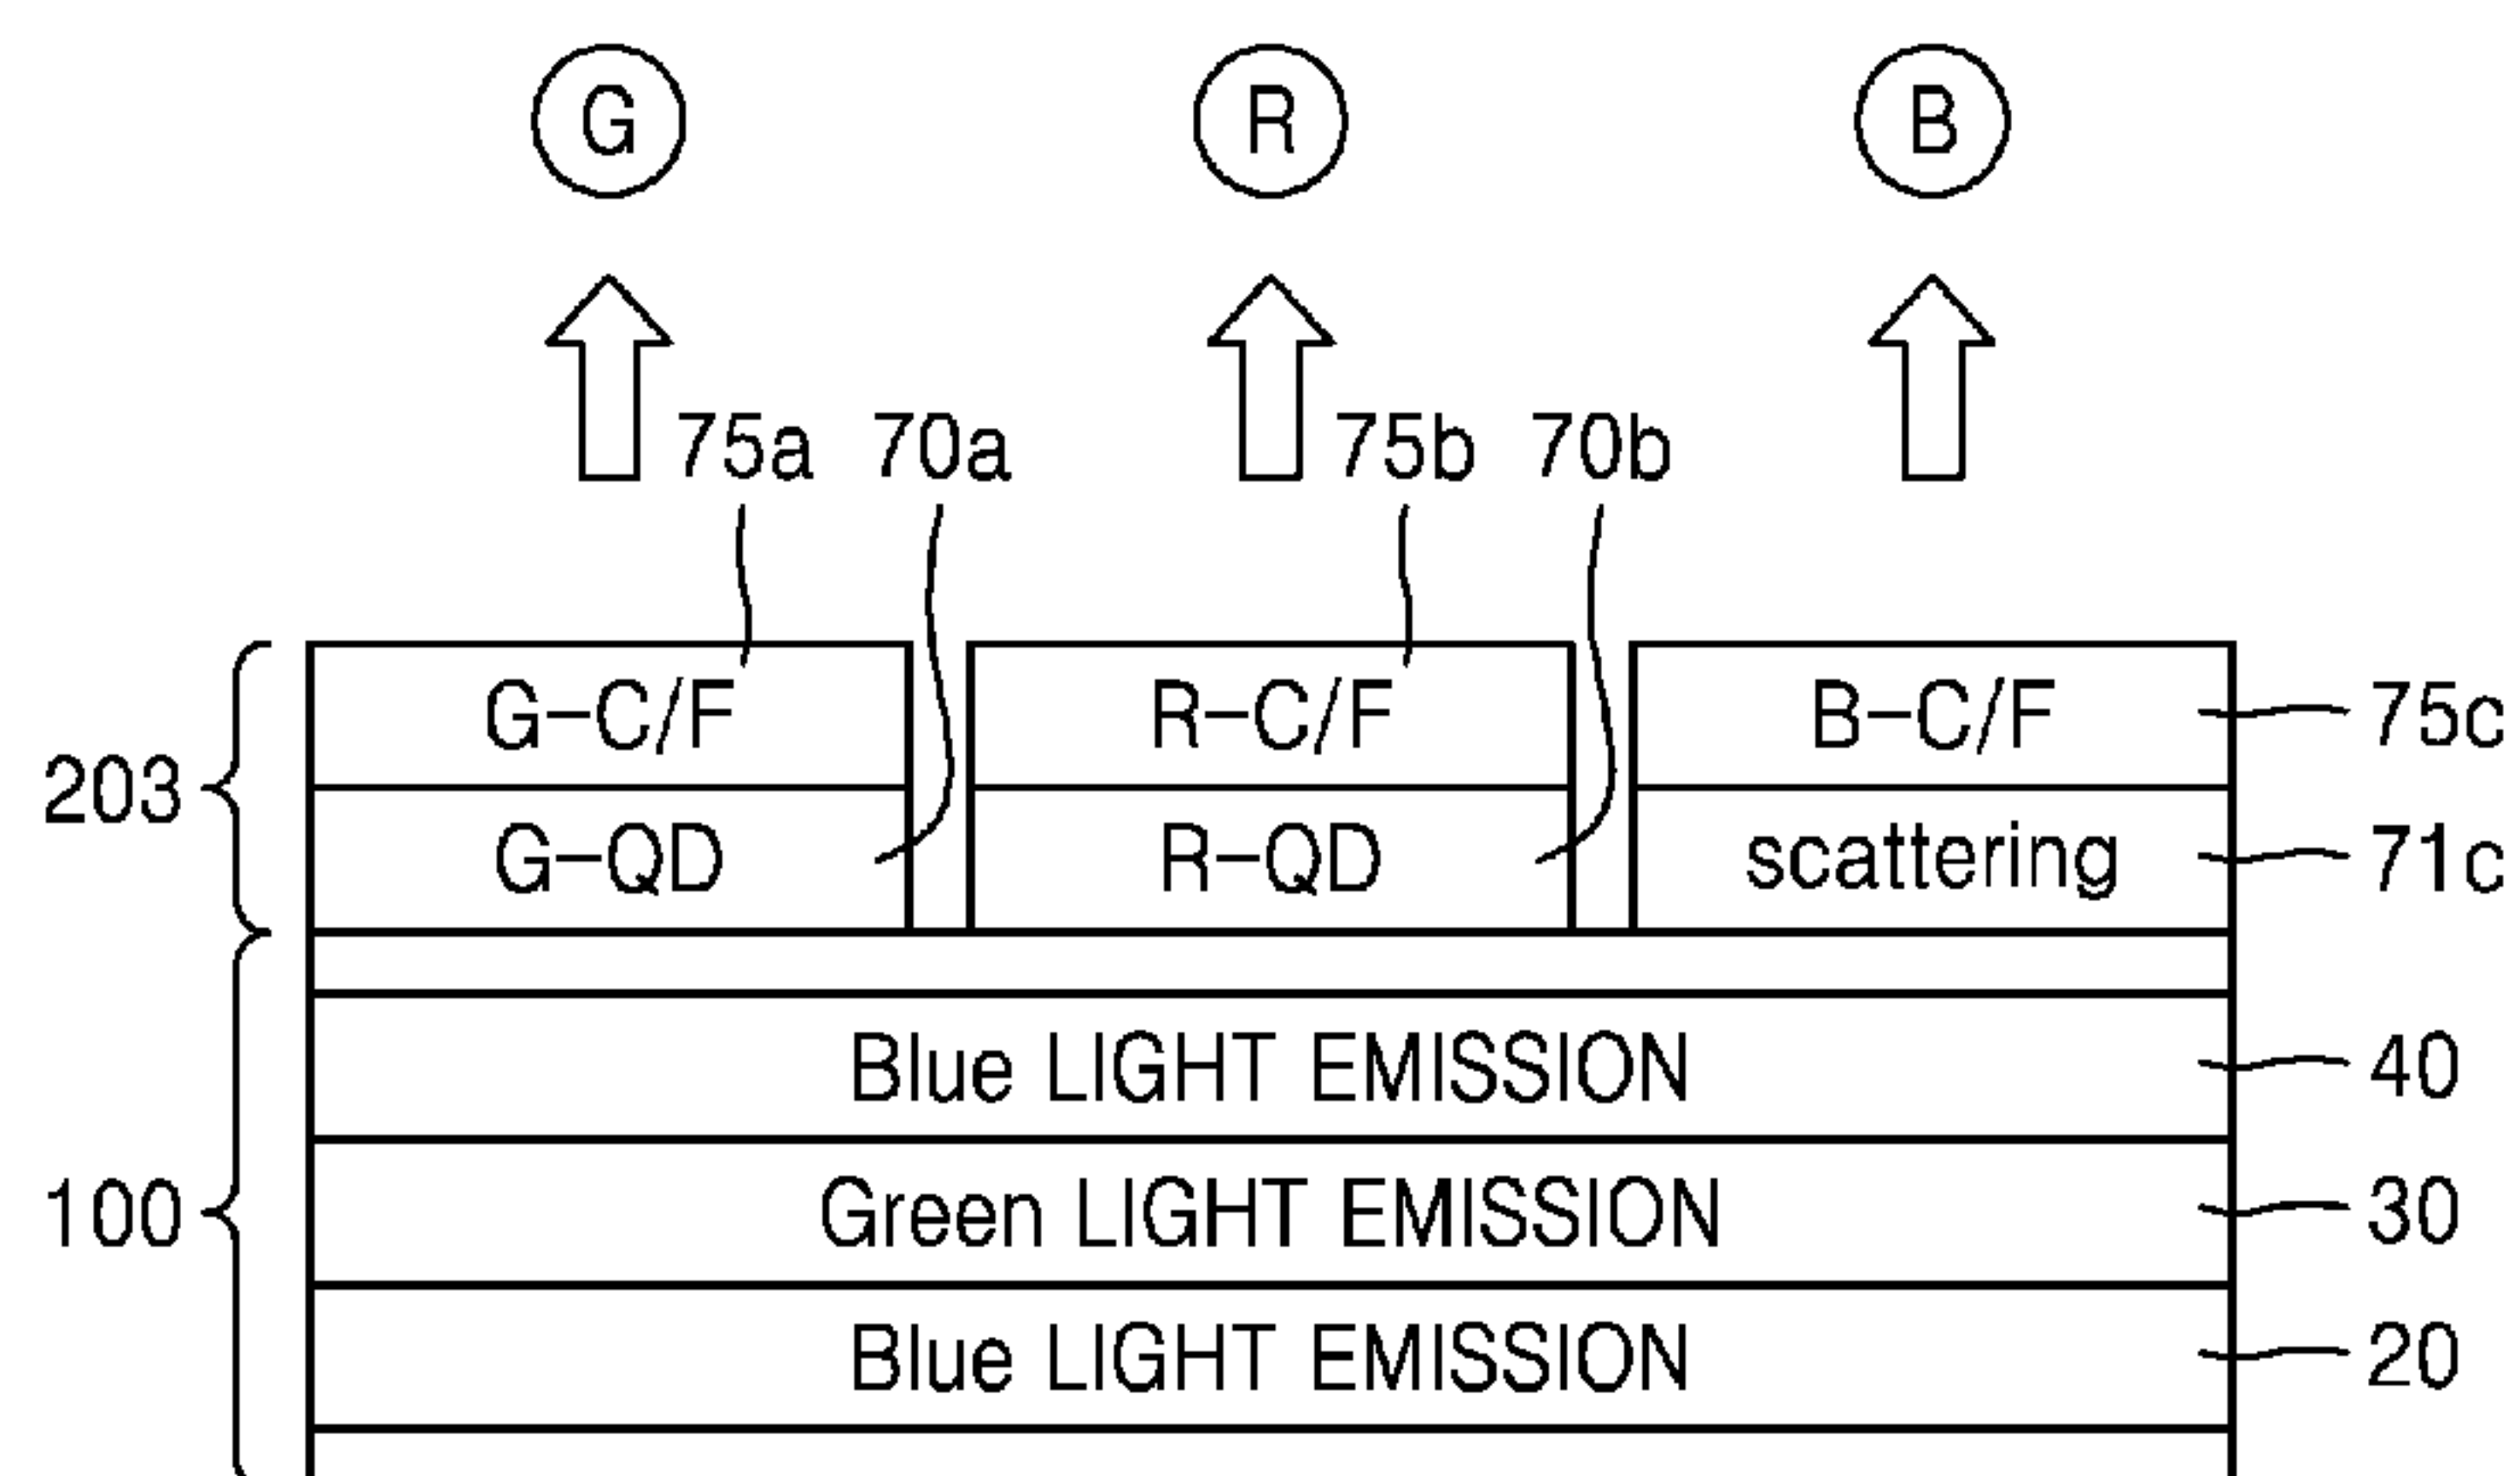 G R B
75a 70a 75b 70b
G-C/F R-C/F B-C/F 75c
203
G-QD R-QD scattering 71c
Blue LIGHT EMISSION 40
100 Green LIGHT EMISSION 30
Blue LIGHT EMISSION 20